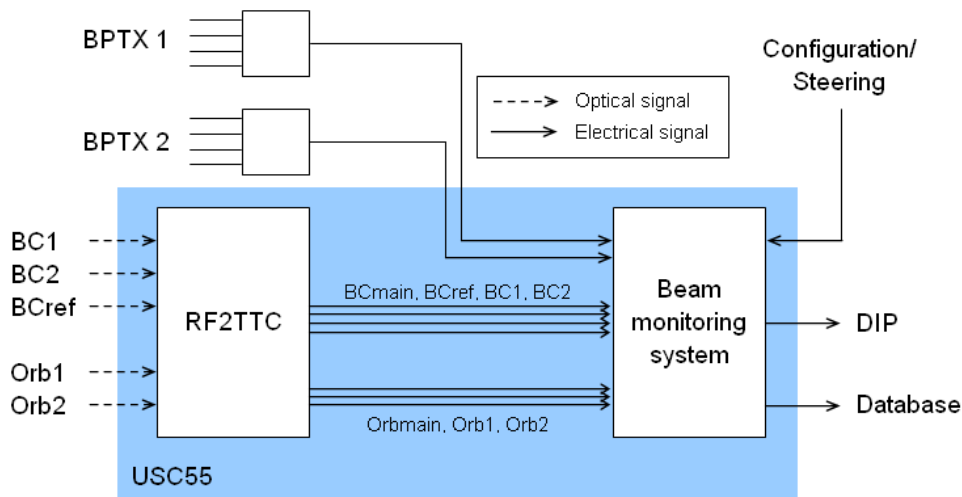 BPTX 1
Configuration/
Steering
Optical signal
Electrical signal
BPTX 2
BC1
BC2
BCref
Orb1
Orb2
RF2TTC
BCmain, BCref, BC1, BC2
Orbmain, Orb1, Orb2
Beam
monitoring
system
DIP
Database
USC55